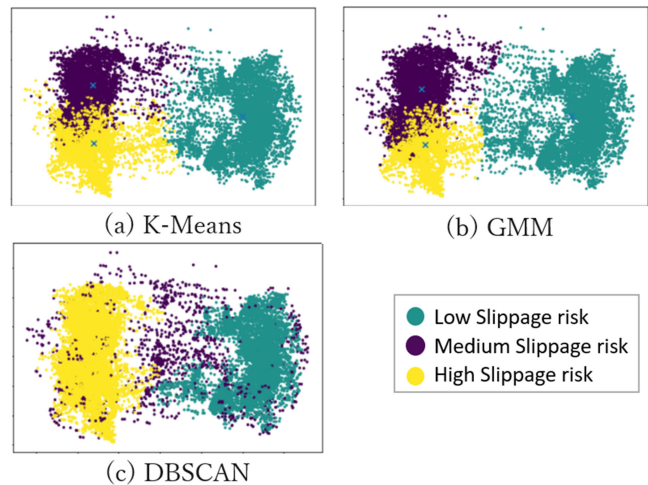 (a) K-Means
(b) GMM
Low Slippage risk
Medium Slippage risk
High Slippage risk
(c) DBSCAN